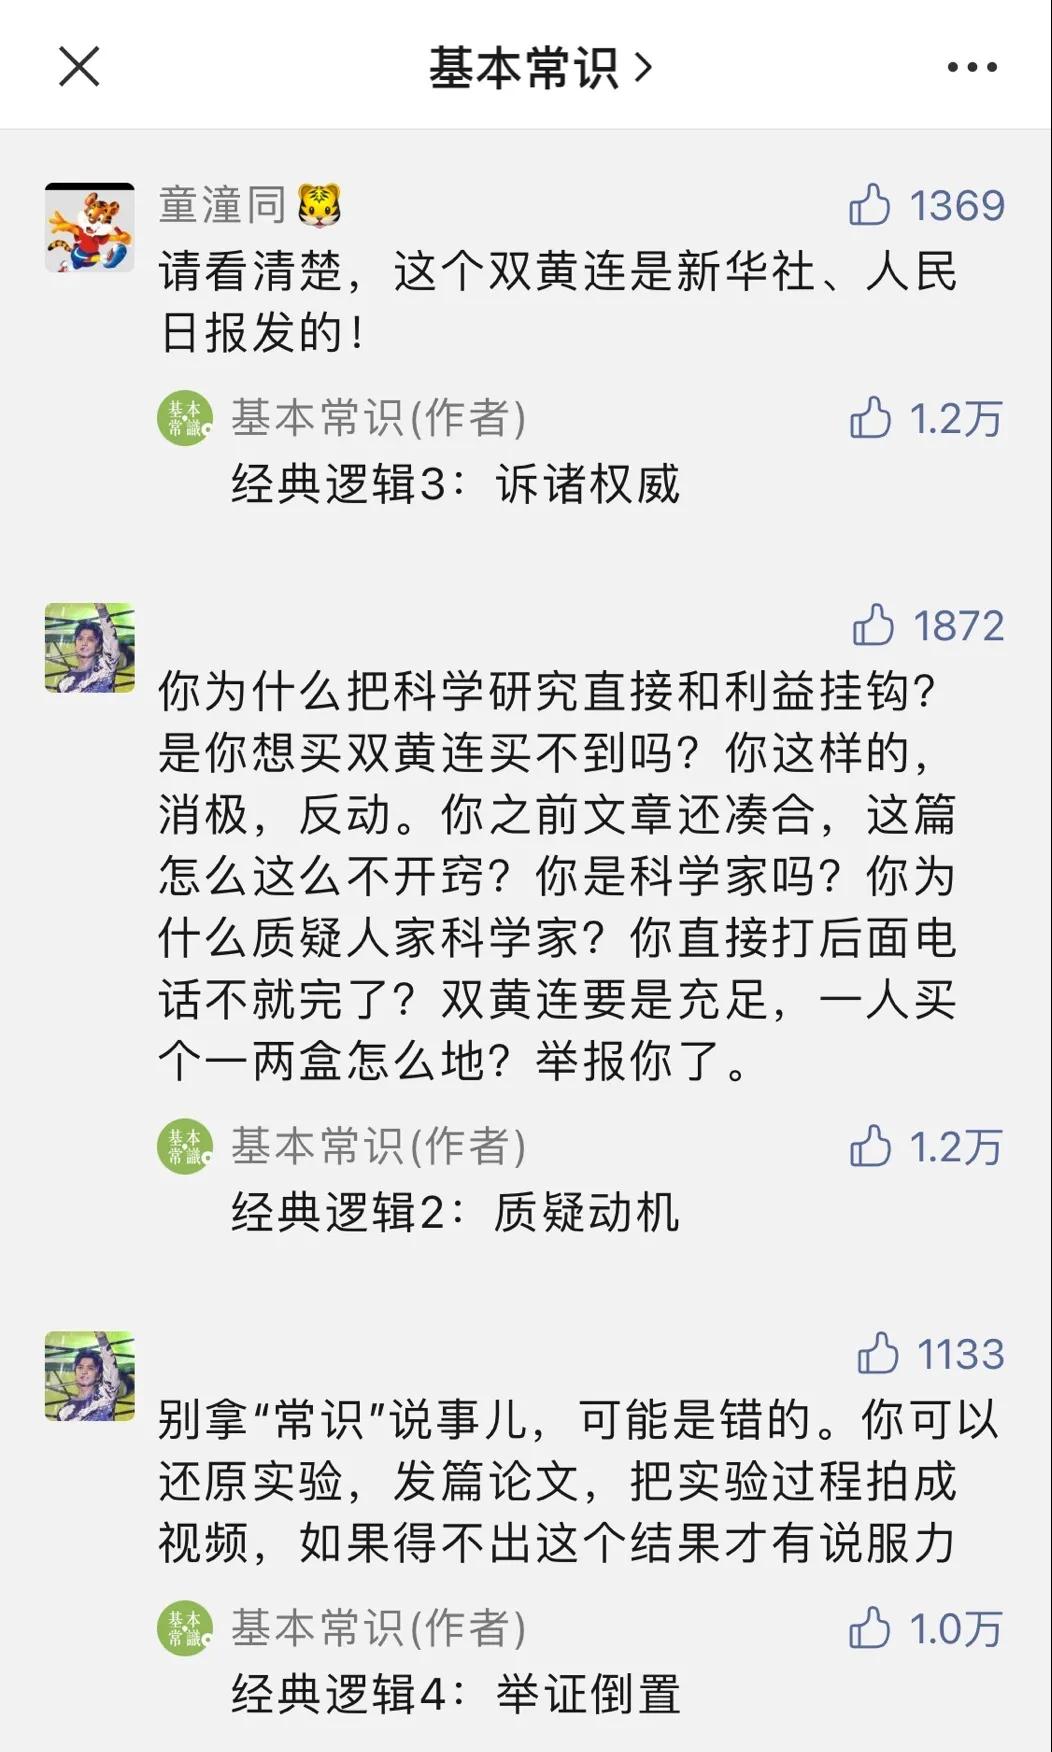 基本常识
童潼同🐯 1369
请看清楚，这个双黄连是新华社、人民
日报发的！
基本常识(作者) 1.2万
经典逻辑3：诉诸权威
1872
你为什么把科学研究直接和利益挂钩？
是你想买双黄连买不到吗？你这样的，
消极，反动。你之前文章还凑合，这篇
怎么这么不开窍？你是科学家吗？你为
什么质疑人家科学家？你直接打后面电
话不就完了？双黄连要是充足，一人买
个一两盒怎么地？举报你了。
基本常识(作者) 1.2万
经典逻辑2：质疑动机
1133
别拿“常识”说事儿，可能是错的。你可以
还原实验，发篇论文，把实验过程拍成
视频，如果得不出这个结果才有说服力
基本常识(作者) 1.0万
经典逻辑4：举证倒置